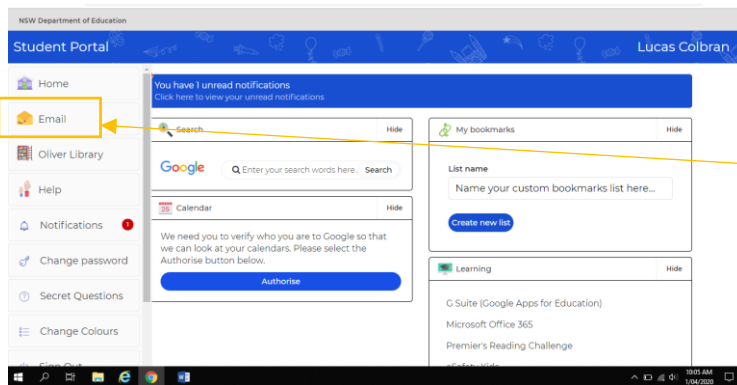 NSW Department of Education
Student Portal
Lucas Colbran
Home
Email
Oliver Library
Help
Notifications 1
Change password
Secret Questions
Change Colours
Sign Out
You have 1 unread notifications
Click here to view your unread notifications
Search Hide
Google Enter your search words here.. Search
Calendar Hide
We need you to verify who you are to Google so that
we can look at your calendars. Please select the
Authorise button below.
Authorise
My bookmarks Hide
List name
Name your custom bookmarks list here...
Create new list
Learning Hide
G Suite (Google Apps for Education)
Microsoft Office 365
Premier's Reading Challenge
eSafety Kids
10:05 AM
1/04/2020